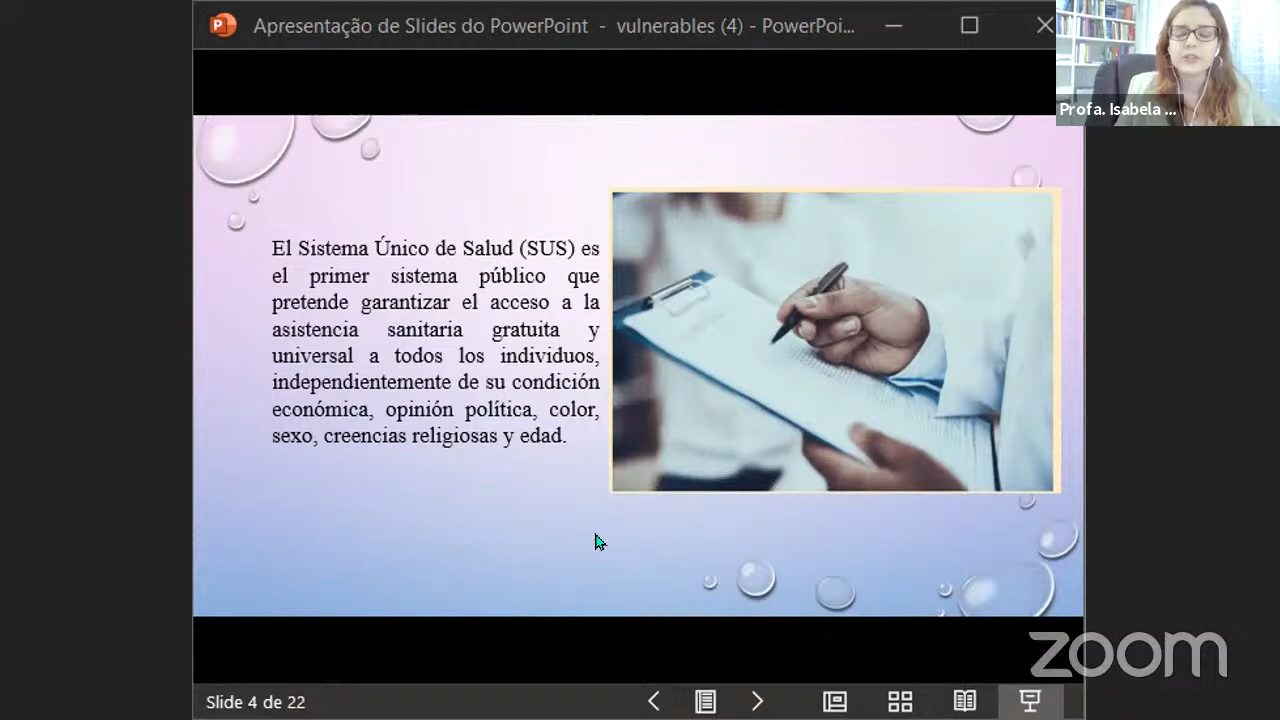 Apresentação de Slides do PowerPoint - vulnerables (4) - PowerPoi...
Profa. Isabela ...
El Sistema Único de Salud (SUS) es
el primer sistema público que
pretende garantizar el acceso a la
asistencia sanitaria gratuita y
universal a todos los individuos,
independientemente de su condición
económica, opinión política, color,
sexo, creencias religiosas y edad.
zoom
Slide 4 de 22